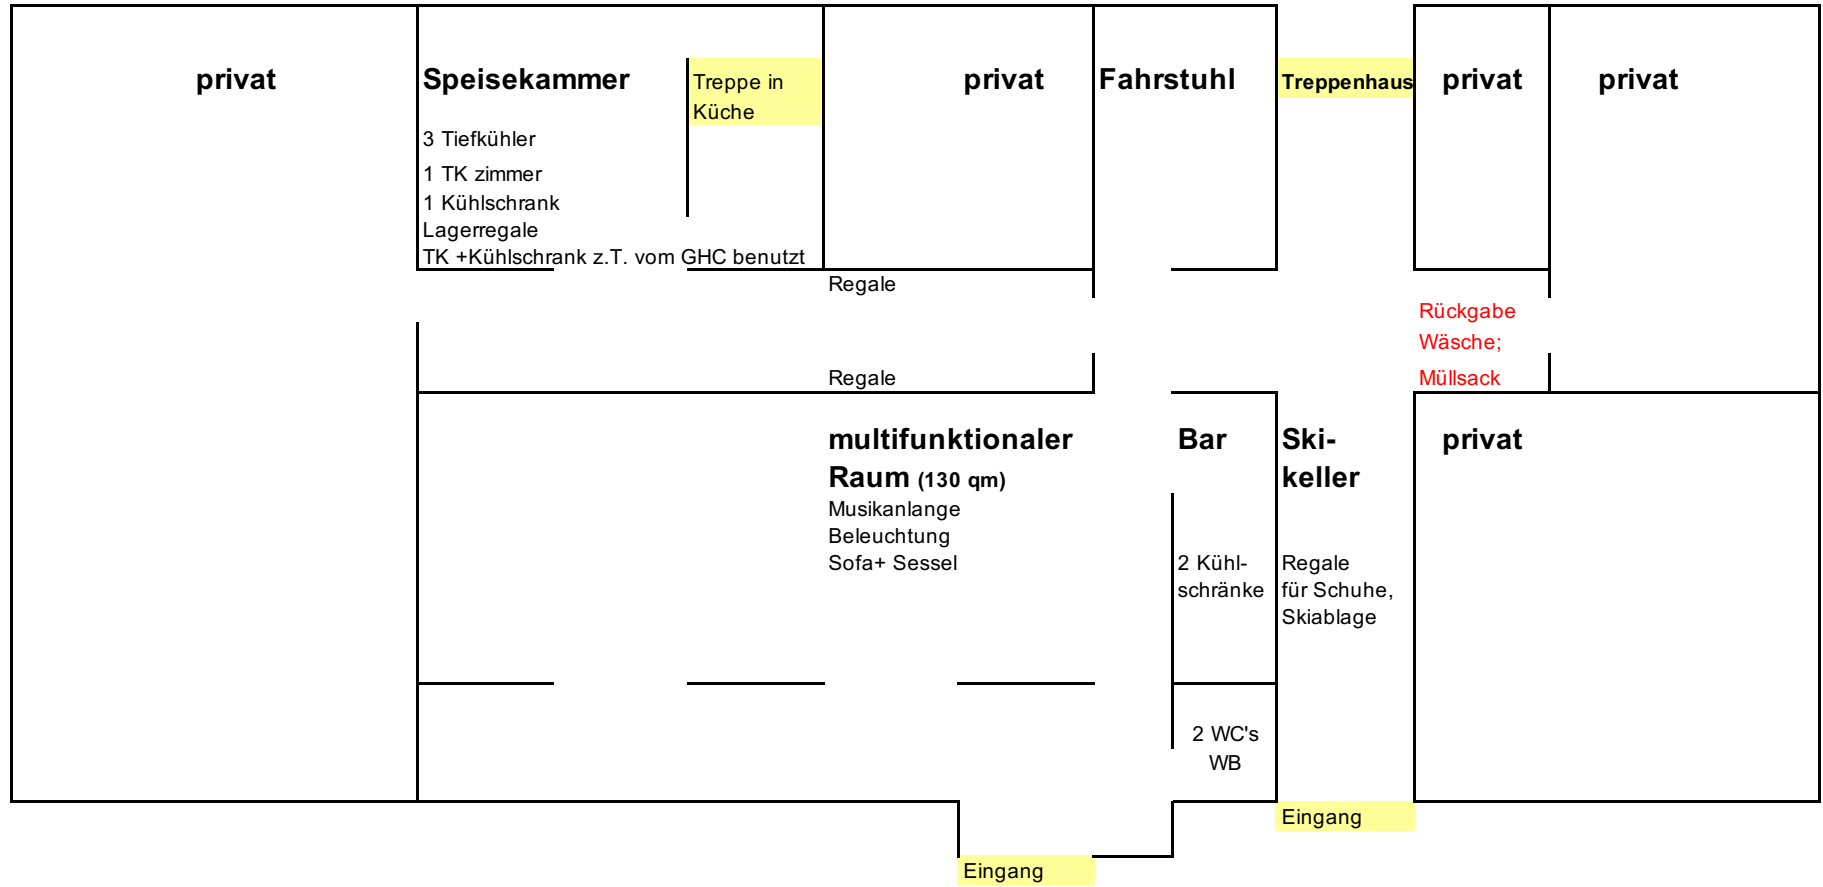 privat
Speisekammer
Treppe in
Küche
privat
Fahrstuhl
Treppenhaus
privat
privat
3 Tiefkühler
1 TK zimmer
1 Kühlschrank
Lagerregale
TK +Kühlschrank z.T. vom GHC benutzt
Regale
Rückgabe
Wäsche;
Müllsack
Regale
multifunktionaler
Raum (130 qm)
Musikanlange
Beleuchtung
Sofa+ Sessel
Bar
2 Kühl-
schränke
Ski-
keller
Regale
für Schuhe,
Skiablage
privat
2 WC's
WB
Eingang
Eingang